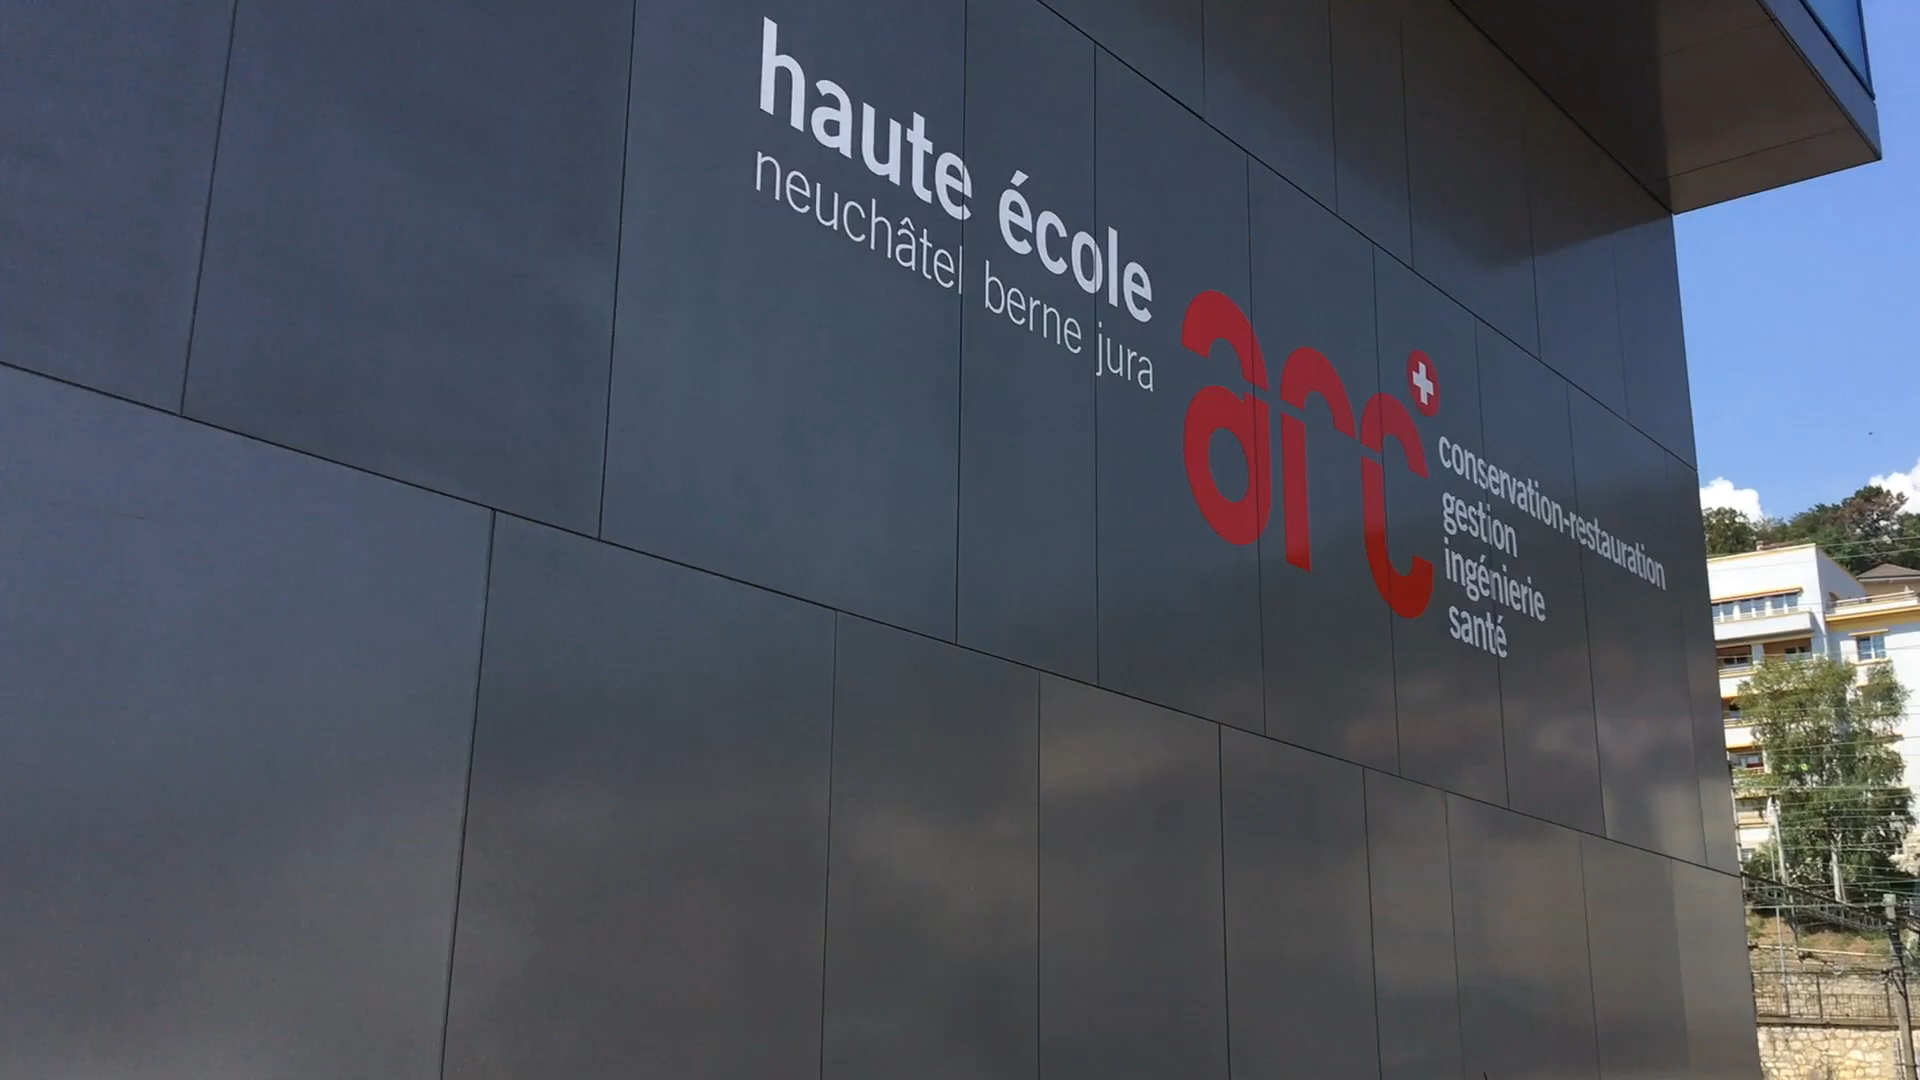 haute école
neuchâtel berne jura
arc
conservation-restauration
gestion
ingénierie
santé